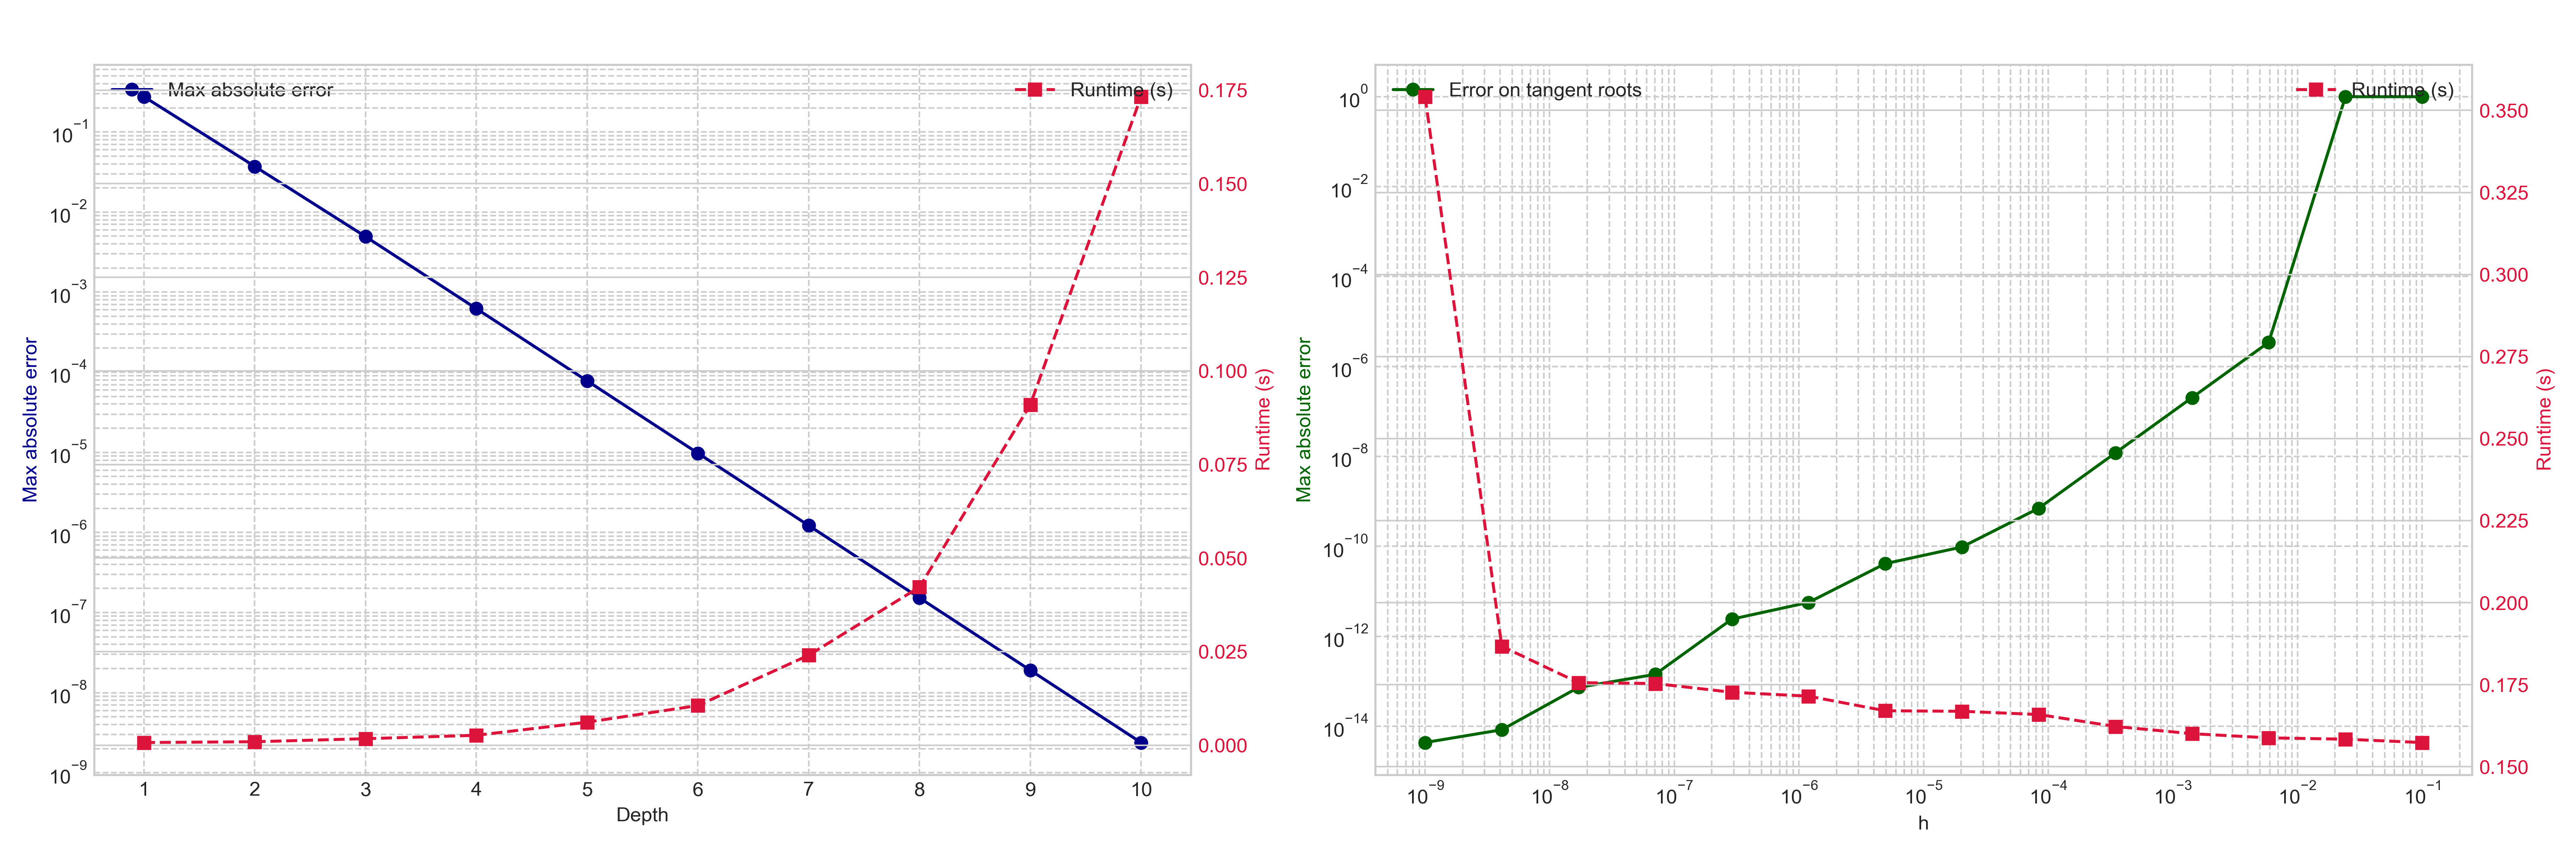 Max absolute error
Runtime (s)
10⁻¹
10⁻²
10⁻³
10⁻⁴
10⁻⁵
10⁻⁶
10⁻⁷
10⁻⁸
10⁻⁹
Max absolute error
1 2 3 4 5 6 7 8 9 10
Depth
0.175
0.150
0.125
0.100
0.075
0.050
0.025
0.000
Runtime (s)
Error on tangent roots
Runtime (s)
10⁰
10⁻²
10⁻⁴
10⁻⁶
10⁻⁸
10⁻¹⁰
10⁻¹²
10⁻¹⁴
Max absolute error
10⁻⁹ 10⁻⁸ 10⁻⁷ 10⁻⁶ 10⁻⁵ 10⁻⁴ 10⁻³ 10⁻² 10⁻¹
h
0.350
0.325
0.300
0.275
0.250
0.225
0.200
0.175
0.150
Runtime (s)